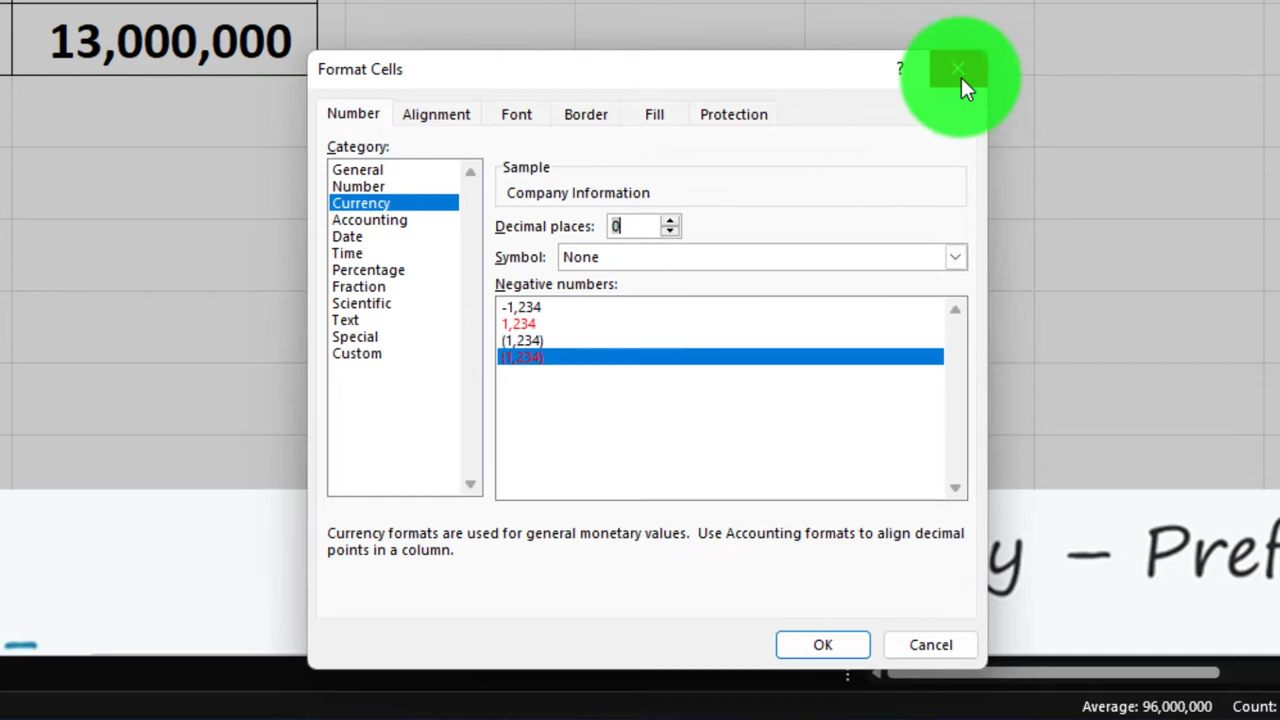 13,000,000
Format Cells
?
Number Alignment Font Border Fill Protection
Category:
General
Number
Currency
Accounting
Date
Time
Percentage
Fraction
Scientific
Text
Special
Custom
Sample
Company Information
Decimal places: 0
Symbol: None
Negative numbers:
-1,234
1,234
(1,234)
(1,234)
Currency formats are used for general monetary values. Use Accounting formats to align decimal
points in a column.
y – Pref
OK Cancel
Average: 96,000,000 Count: